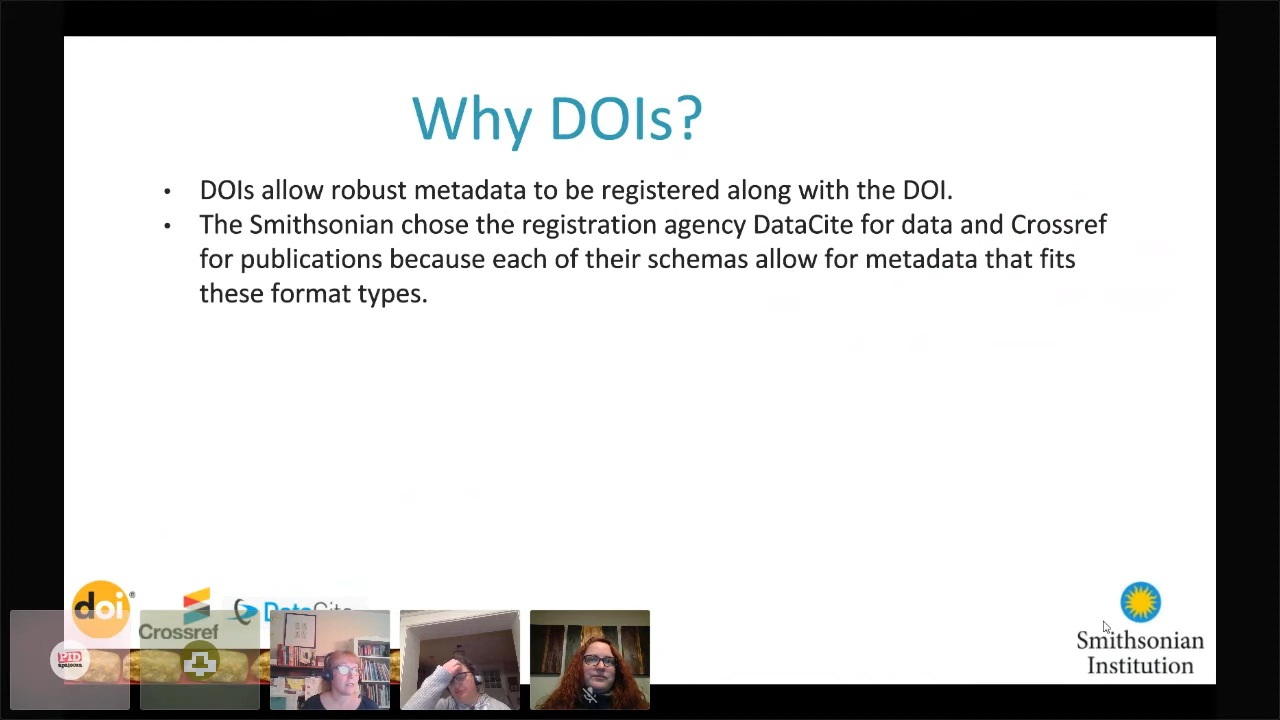 Why DOIs?
• DOIs allow robust metadata to be registered along with the DOI.
• The Smithsonian chose the registration agency DataCite for data and Crossref
for publications because each of their schemas allow for metadata that fits
these format types.
doi®
Crossref
DataCite
PID
apalooza
Smithsonian
Institution